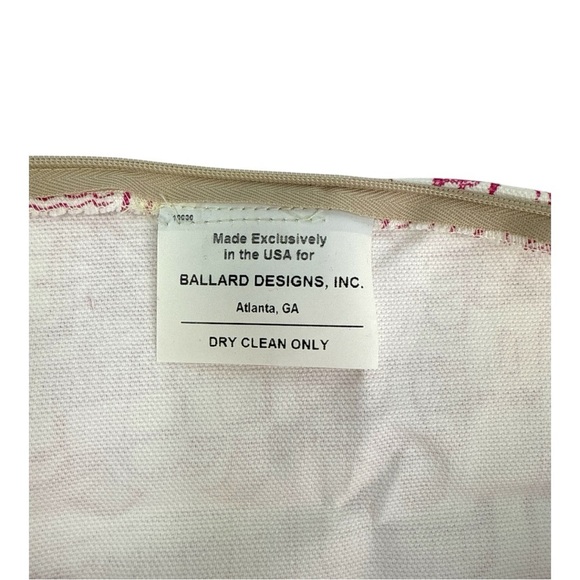 Made Exclusively
in the USA for
BALLARD DESIGNS, INC.
Atlanta, GA
DRY CLEAN ONLY